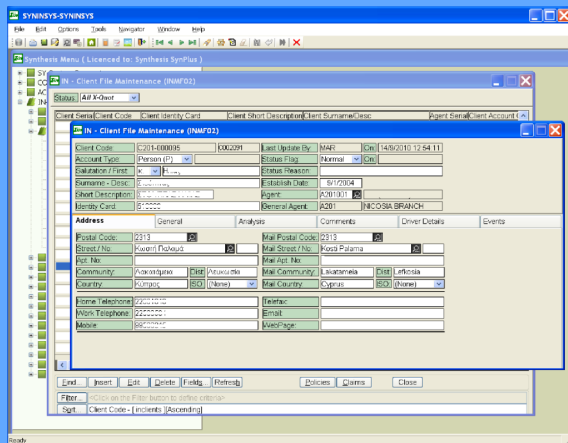 SYNINSYS-SYNINSYS
File Edit Options Tools Navigator Window Help
Synthesis Menu ( Licenced to: Synthesis SynPlus )
IN - Client File Maintenance (INMF02)
Status All X-Quot
Client Serial Client Code Client Identity Card Client Short Description Client Surname/Desc Agent Serial Client Account
IN - Client File Maintenance (INMF02)
Client Code: C201-000095 0002091 Last Update By: MAR On: 14/9/2010 12:54:11
Account Type Person (P) Status Flag Normal On:
Salutation / First κ. Status Reason:
Surname - Desc: Establish Date: 9/1/2004
Short Description: Agent: A201001
Identity Card: General Agent: A201 NICOSIA BRANCH
Address General Analysis Comments Driver Details Events
Postal Code: 2313 Mail Postal Code: 2313
Street / No: Κωστή Παλαμά Mail Street / No: Kosti Palama
Apt. No: Mail Apt. No:
Community: Λακατάμεια Dist: Λευκωσία Mail Community: Lakatameia Dist: Lefkosia
Country: Κύπρος ISO: (None) Mail Country: Cyprus ISO: (None)
Home Telephone: Telefax:
Work Telephone: Email:
Mobile: WebPage:
Find... Insert Edit Delete Fields... Refresh Policies Claims Close
Filter... <Click on the Filter button to define criteria>
Sort... Client Code - [ inclients ][Ascending]
Ready